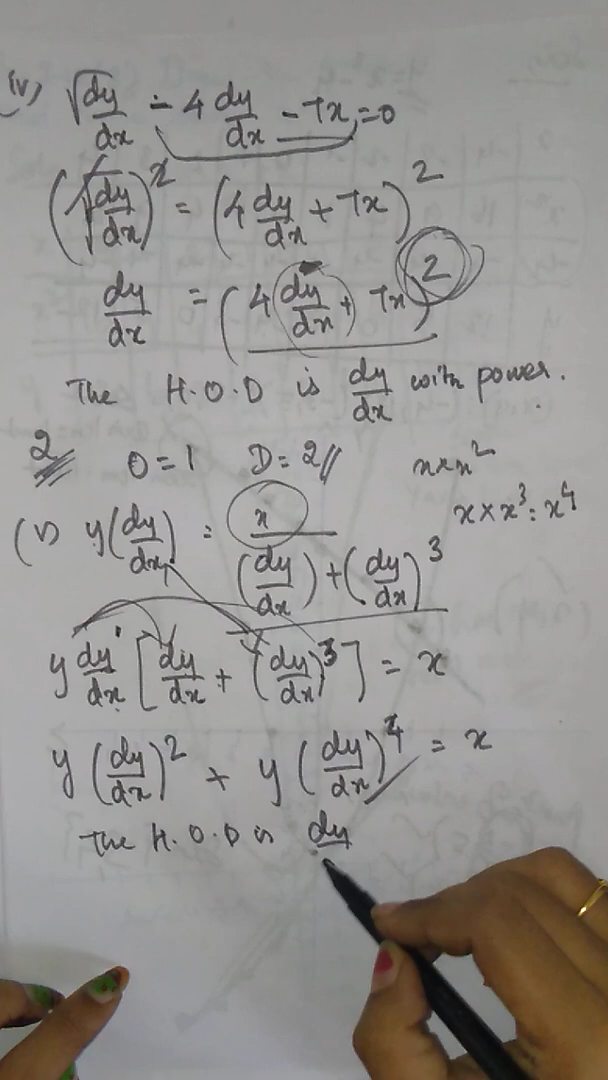 (iv) √dy/dx - 4 dy/dx - 7x = 0
(√dy/dx)² = (4 dy/dx + 7x)²
dy/dx = (4 dy/dx + 7x)²
The H.O.D is dy/dx with power.
2 O=1 D=2// x×x²
x×x³: x⁴
(v) y(dy/dx) = x / (dy/dx) + (dy/dx)³
y dy/dx¹ [dy/dx + (dy/dx)³] = x
y (dy/dx)² + y (dy/dx)⁴ = x
The H.O.D is dy